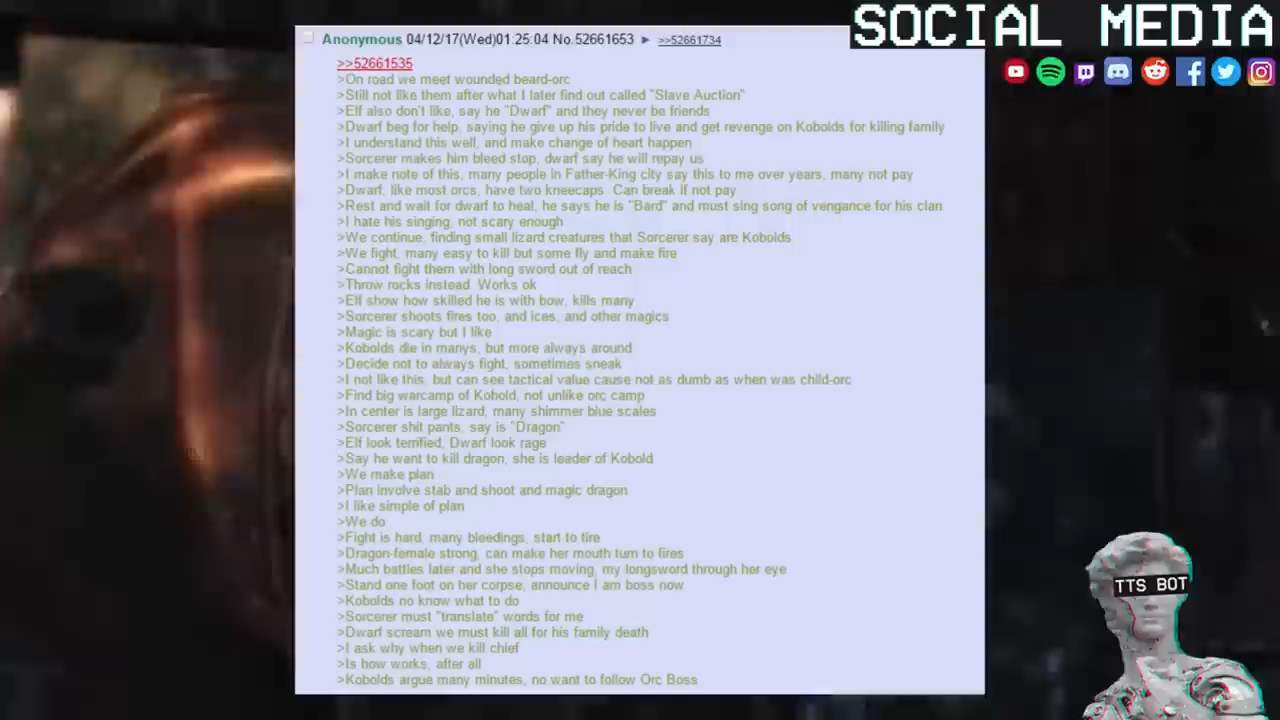 SOCIAL MEDIA
Anonymous 04/12/17(Wed)01:25:04 No.52661653 ▶ >>52661734
>>52661535
>On road we meet wounded beard-orc
>Still not like them after what I later find out called "Slave Auction"
>Elf also don't like, say he "Dwarf" and they never be friends
>Dwarf beg for help, saying he give up his pride to live and get revenge on Kobolds for killing family
>I understand this well, and make change of heart happen
>Sorcerer makes him bleed stop, dwarf say he will repay us
>I make note of this, many people in Father-King city say this to me over years, many not pay
>Dwarf, like most orcs, have two kneecaps. Can break if not pay
>Rest and wait for dwarf to heal, he says he is "Bard" and must sing song of vengance for his clan
>I hate his singing, not scary enough
>We continue, finding small lizard creatures that Sorcerer say are Kobolds
>We fight, many easy to kill but some fly and make fire
>Cannot fight them with long sword out of reach
>Throw rocks instead. Works ok
>Elf show how skilled he is with bow, kills many
>Sorcerer shoots fires too, and ices, and other magics
>Magic is scary but I like
>Kobolds die in manys, but more always around
>Decide not to always fight, sometimes sneak
>I not like this, but can see tactical value cause not as dumb as when was child-orc
>Find big warcamp of Kobold, not unlike orc camp
>In center is large lizard, many shimmer blue scales
>Sorcerer shit pants, say is "Dragon"
>Elf look terrified, Dwarf look rage
>Say he want to kill dragon, she is leader of Kobold
>We make plan
>Plan involve stab and shoot and magic dragon
>I like simple of plan
>We do
>Fight is hard, many bleedings, start to tire
>Dragon-female strong, can make her mouth turn to fires
>Much battles later and she stops moving, my longsword through her eye
>Stand one foot on her corpse, announce I am boss now
>Kobolds no know what to do
>Sorcerer must "translate" words for me
>Dwarf scream we must kill all for his family death
>I ask why when we kill chief
>Is how works, after all
>Kobolds argue many minutes, no want to follow Orc Boss
TTS BOT